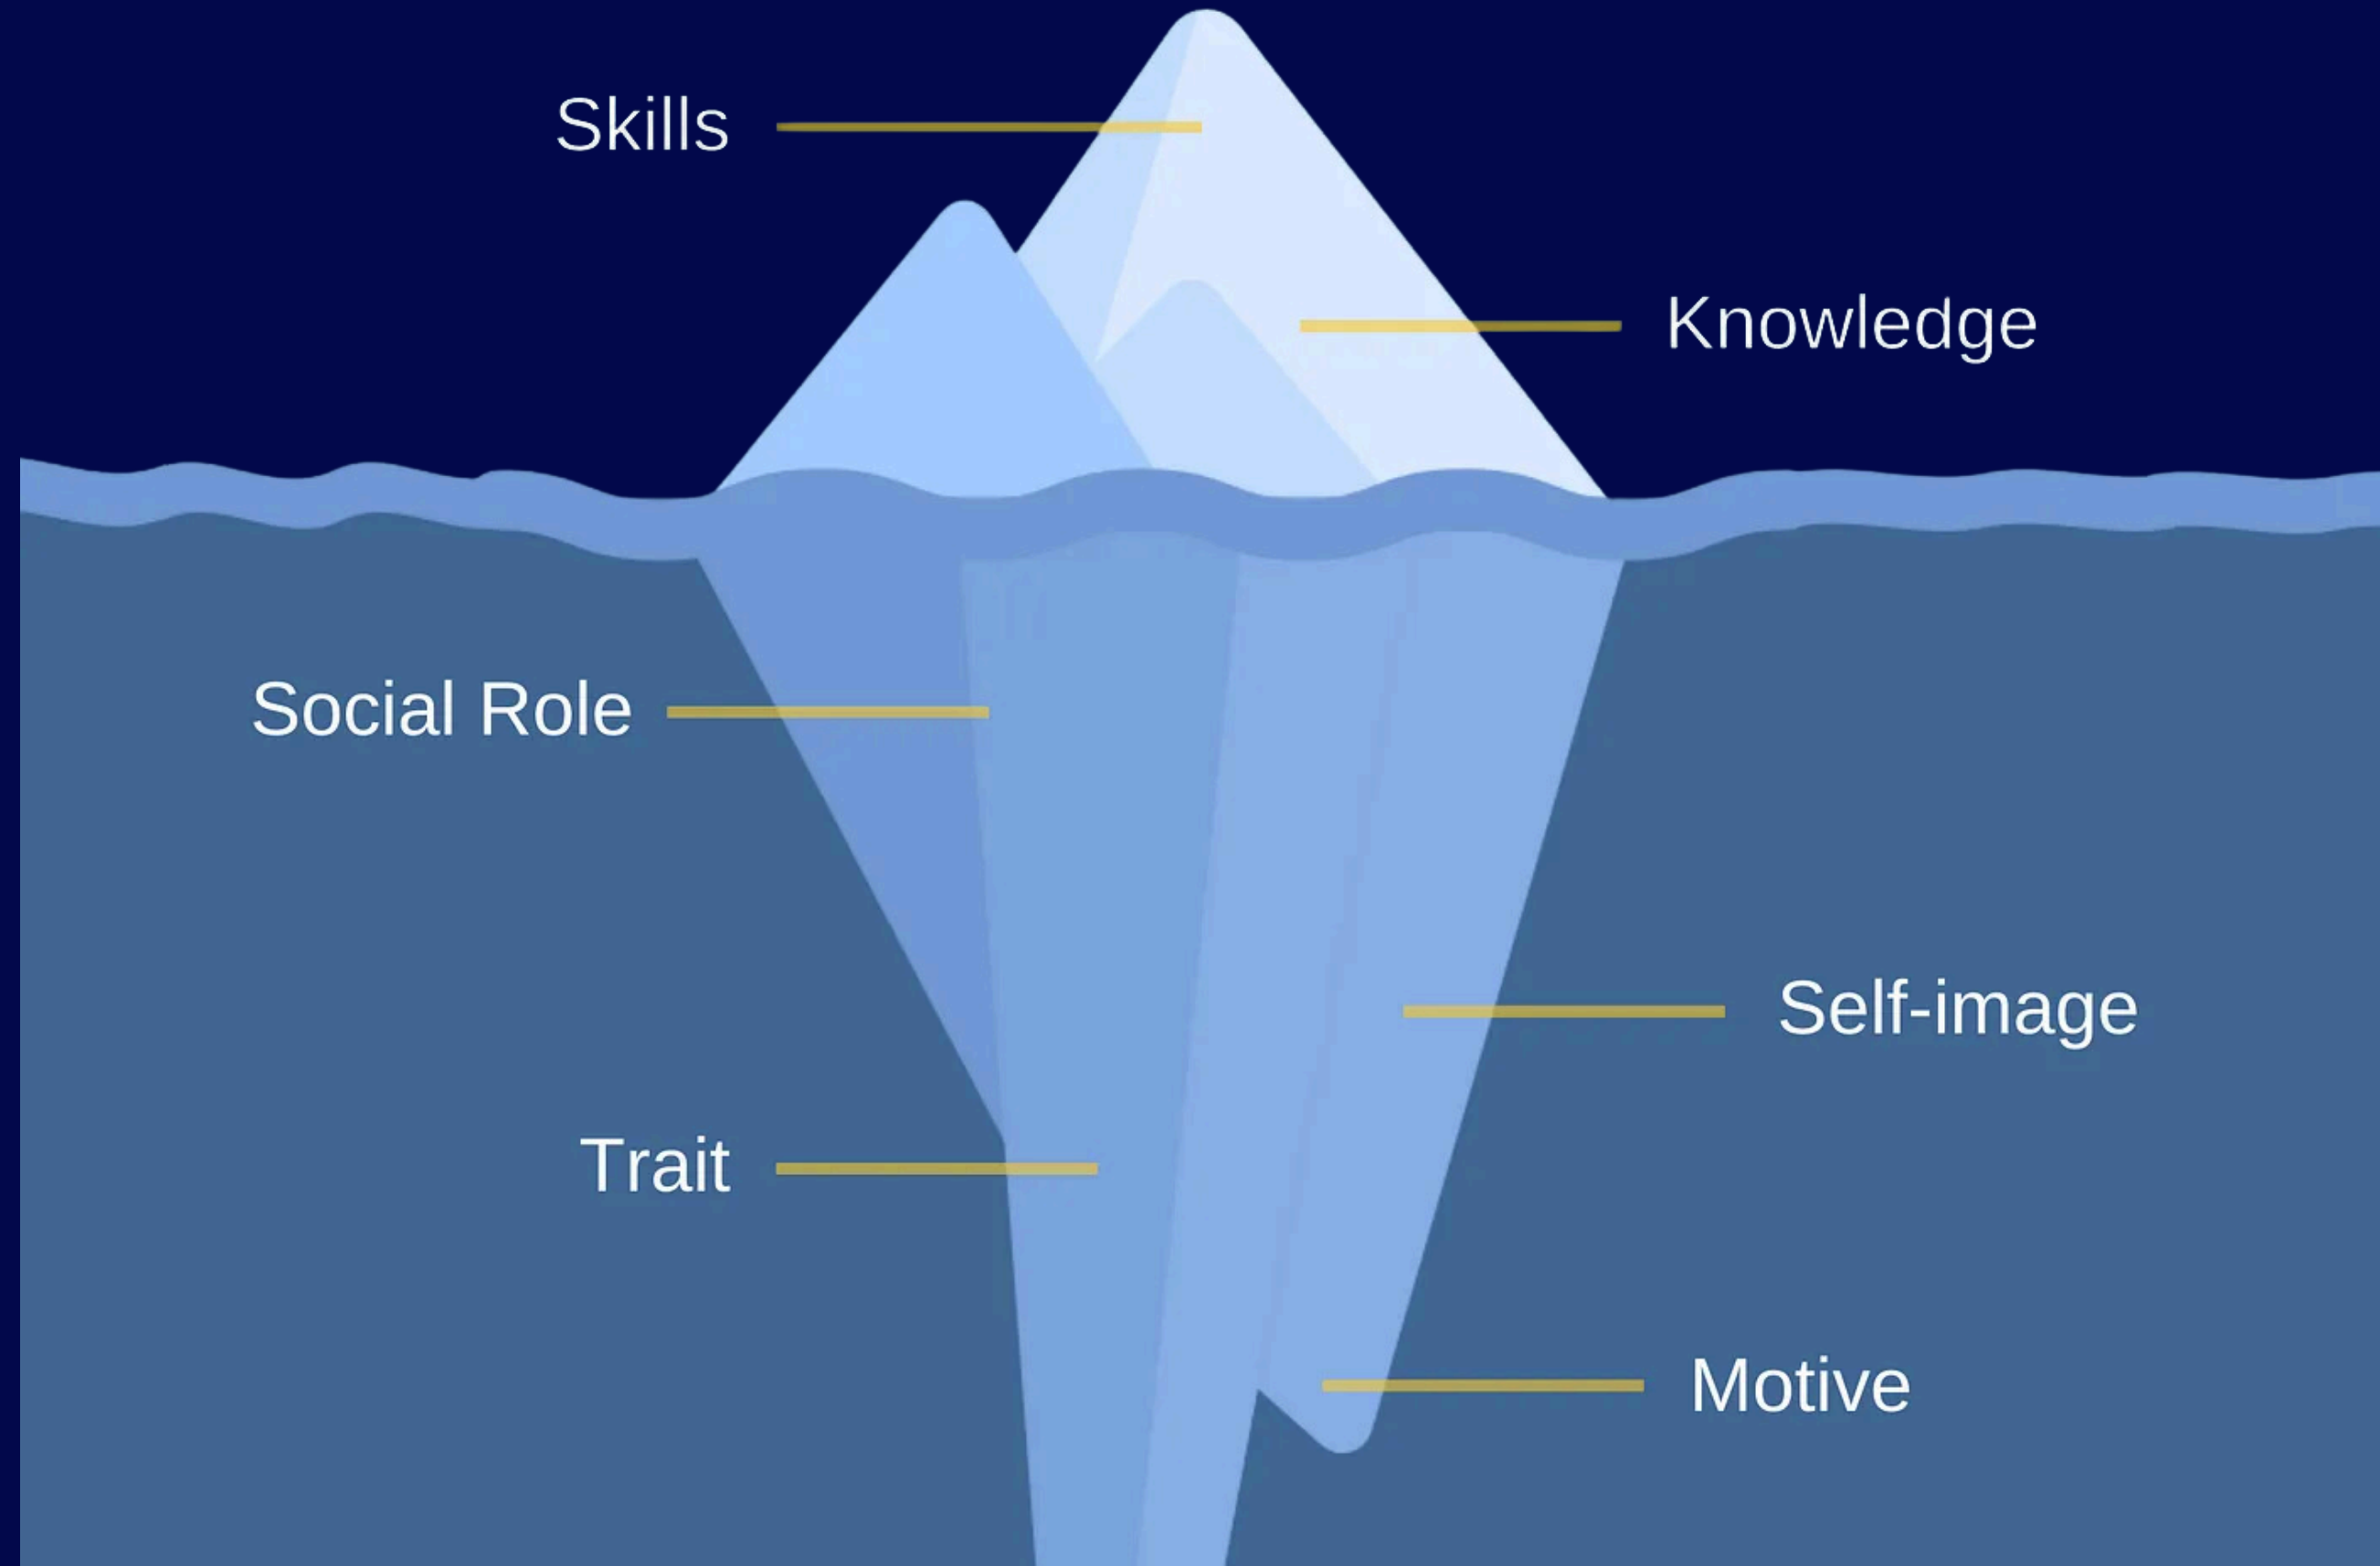 Skills
Knowledge
Social Role
Self-image
Trait
Motive